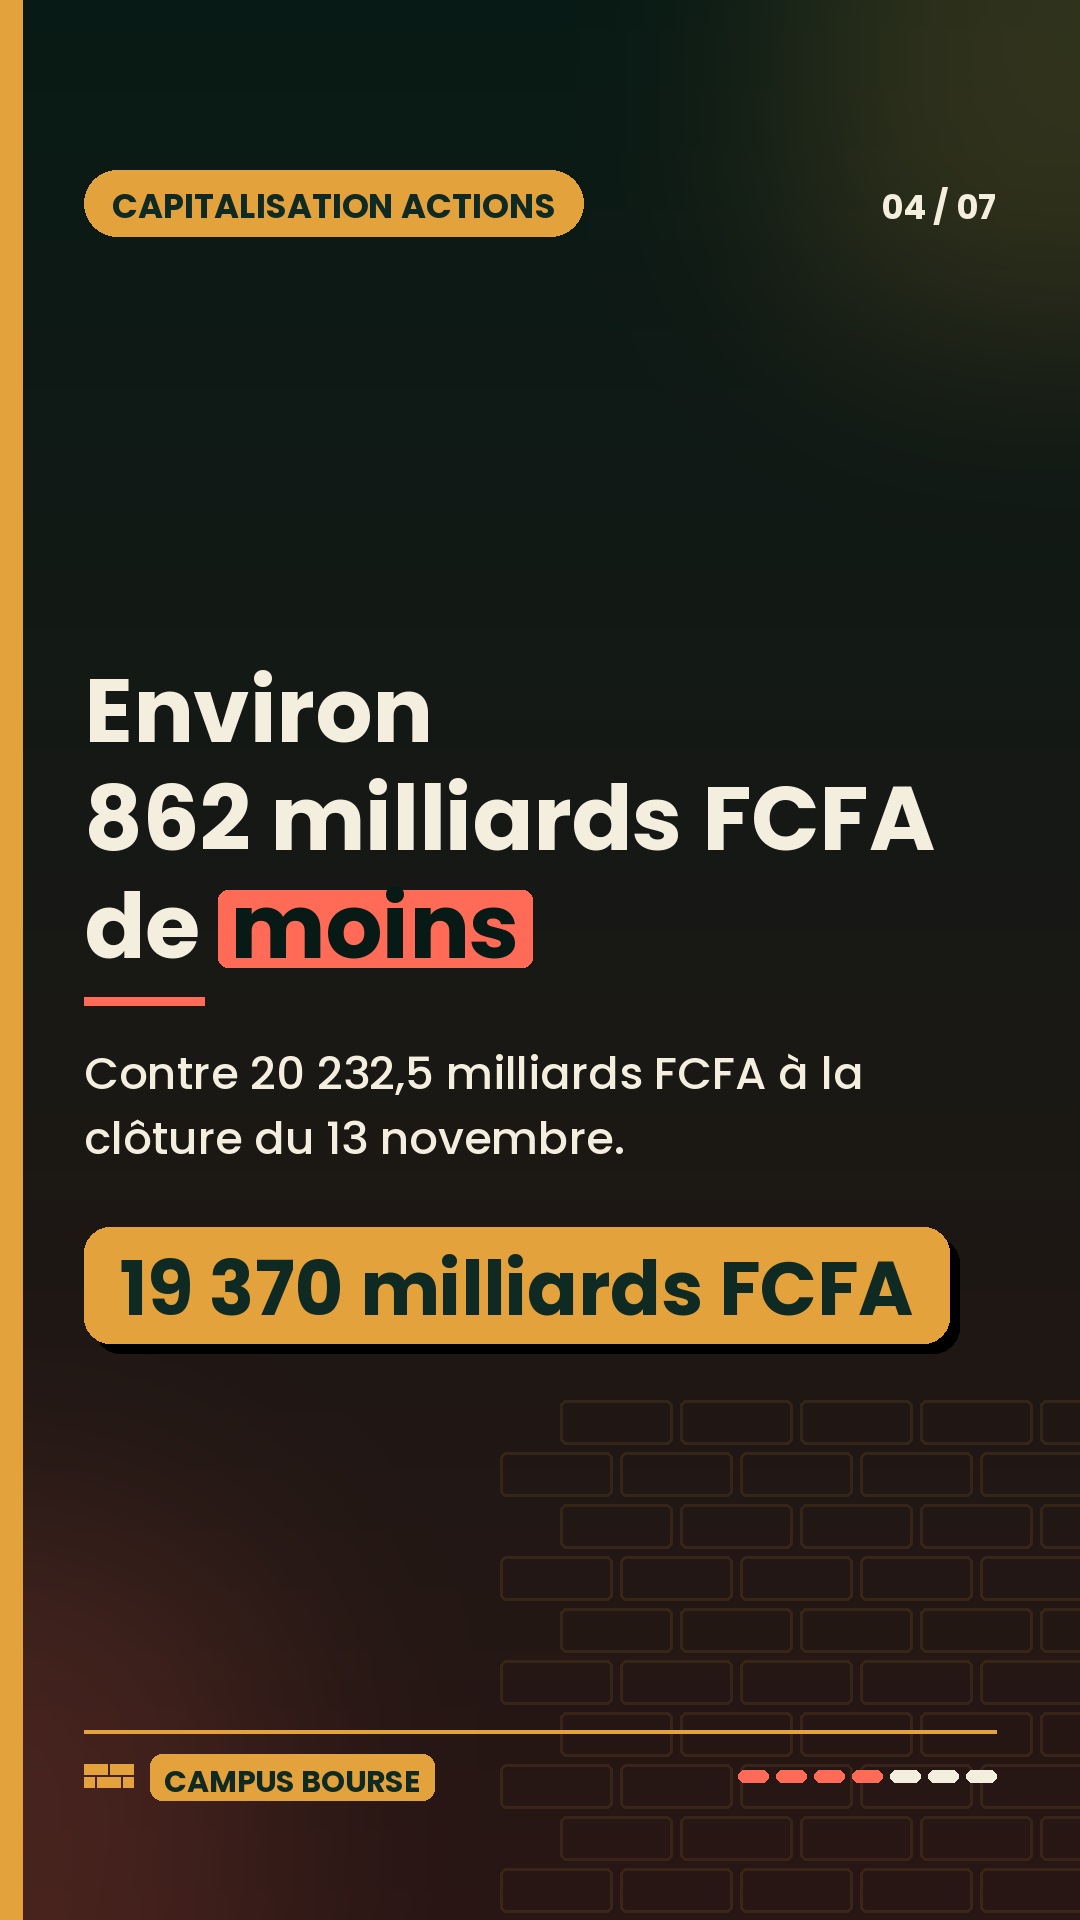 CAPITALISATION ACTIONS
04 / 07
Environ
862 milliards FCFA
de moins
Contre 20 232,5 milliards FCFA à la
clôture du 13 novembre.
19 370 milliards FCFA
CAMPUS BOURSE